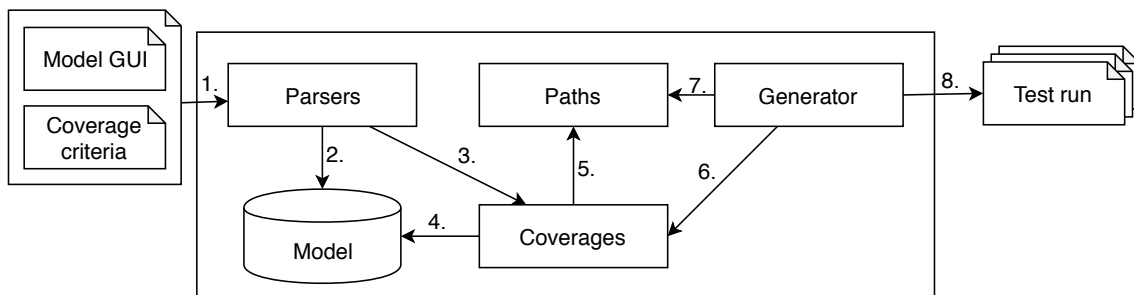 Model GUI
Coverage
criteria
1.
Parsers
2.
3.
Model
4.
Coverages
5.
Paths
6.
7.
Generator
8.
Test run